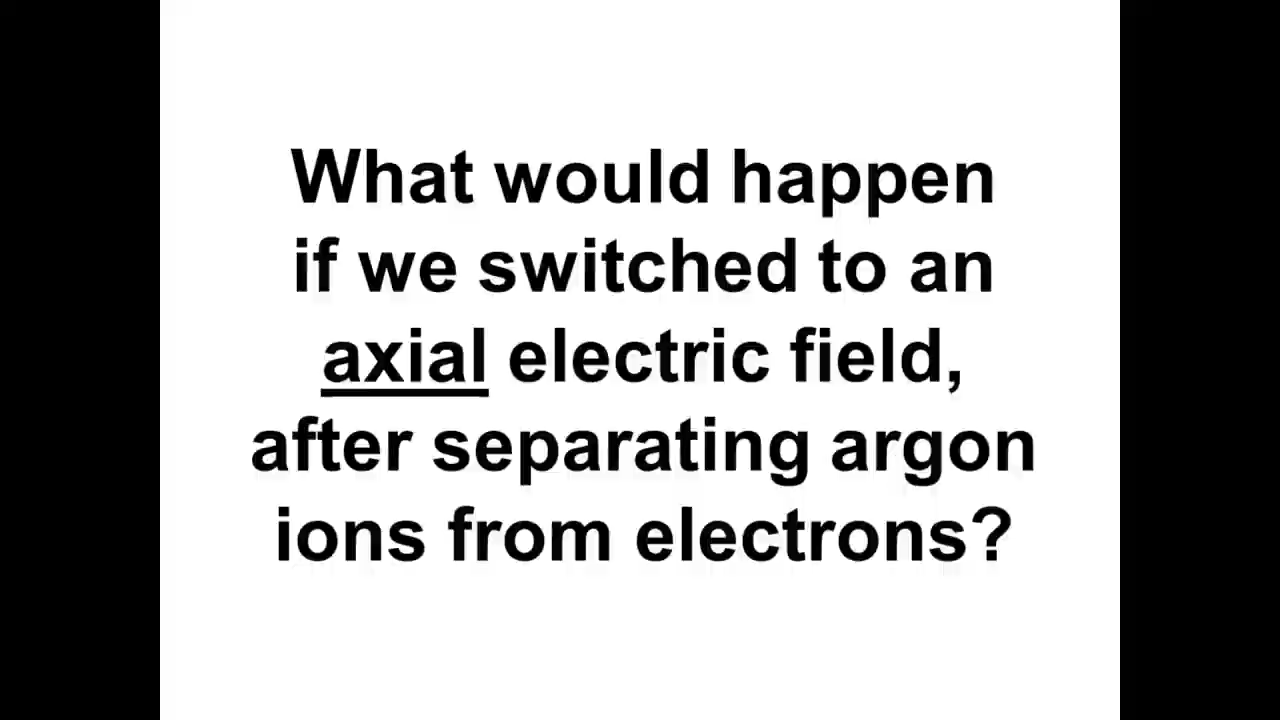 What would happen
if we switched to an
axial electric field,
after separating argon
ions from electrons?